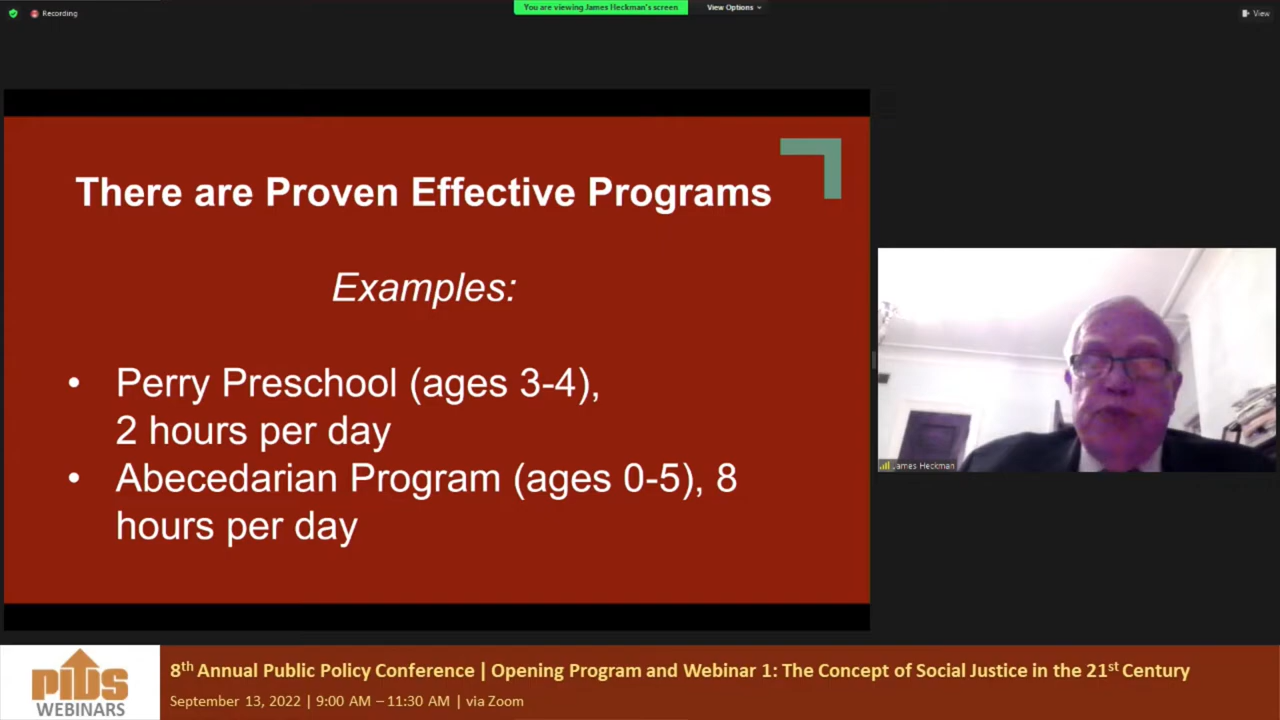 Recording
You are viewing James Heckman's screen
View Options
View
There are Proven Effective Programs
Examples:
• Perry Preschool (ages 3-4),
2 hours per day
• Abecedarian Program (ages 0-5), 8
hours per day
James Heckman
PIDS
WEBINARS
8th Annual Public Policy Conference | Opening Program and Webinar 1: The Concept of Social Justice in the 21st Century
September 13, 2022 | 9:00 AM – 11:30 AM | via Zoom